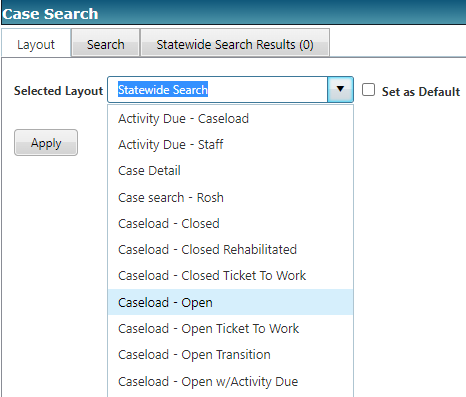 Case Search
Layout
Search
Statewide Search Results (0)
Selected Layout
Statewide Search
Set as Default
Apply
Activity Due - Caseload
Activity Due - Staff
Case Detail
Case search - Rosh
Caseload - Closed
Caseload - Closed Rehabilitated
Caseload - Closed Ticket To Work
Caseload - Open
Caseload - Open Ticket To Work
Caseload - Open Transition
Caseload - Open w/Activity Due